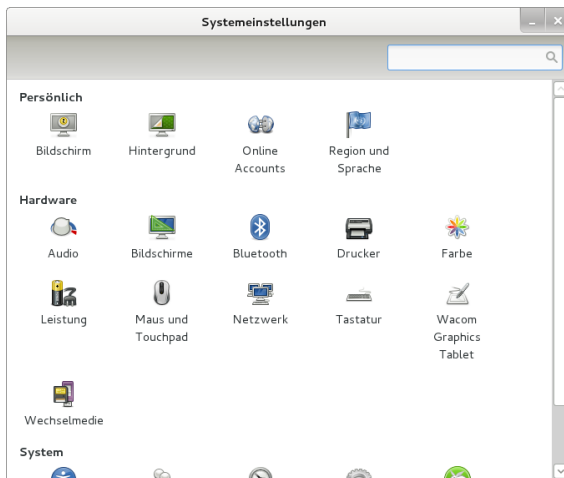 Systemeinstellungen
Persönlich
Bildschirm
Hintergrund
Online
Accounts
Region und
Sprache
Hardware
Audio
Bildschirme
Bluetooth
Drucker
Farbe
Leistung
Maus und
Touchpad
Netzwerk
Tastatur
Wacom
Graphics
Tablet
Wechselmedie
System